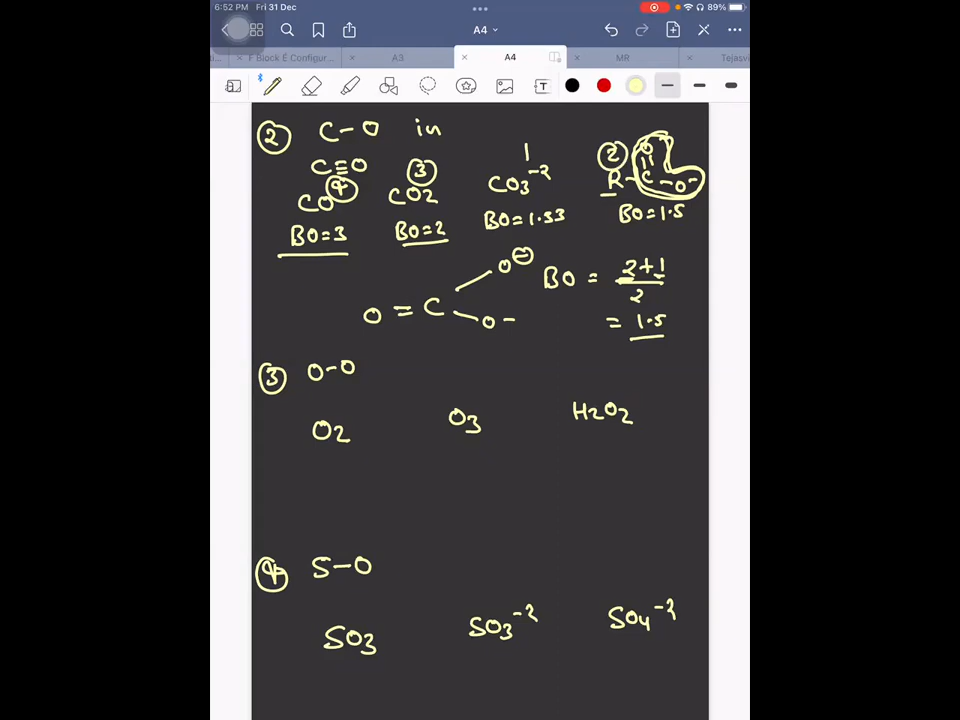 6:52 PM Fri 31 Dec
89%
A4
F Block É Configur...
A3
A4
MR
Tejasv
② C-O in
C≡O ③ 1 ②
④ O
CO CO2 CO3⁻² R-C-O⁻
BO=3 BO=2 BO=1.33 BO=1.5
O⊖ BO = 2+1
2
O=C
O- = 1.5
③ O-O
O2 O3 H2O2
④ S-O
SO3 SO3⁻² SO4⁻²